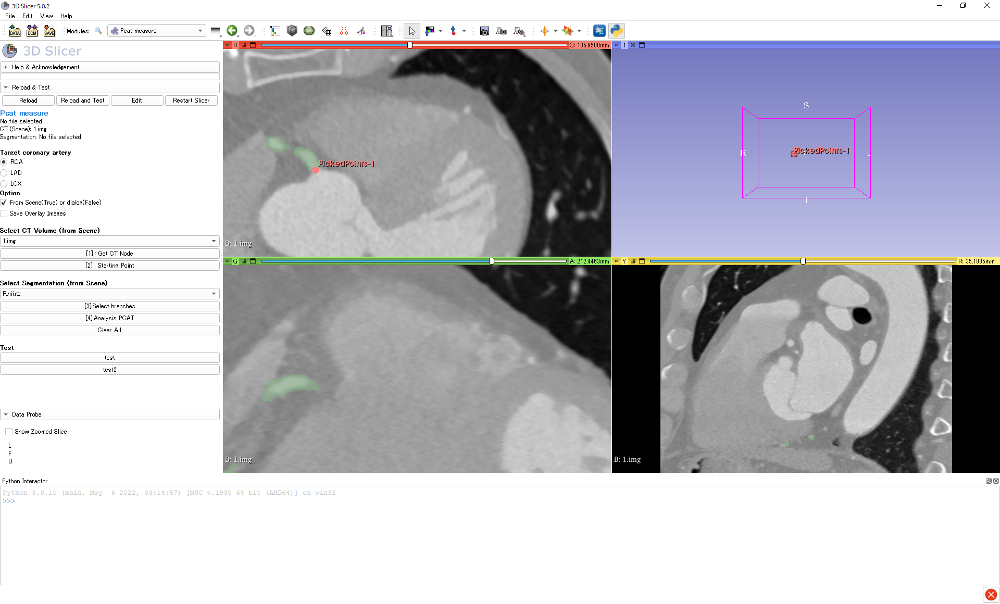 3D Slicer 5.0.2
File Edit View Help
DATA DCM SAVE Modules: Pcat measure
3D Slicer
Help & Acknowledgement
Reload & Test
Reload Reload and Test Edit Restart Slicer
Pcat measure
No file selected.
CT (Scene): 1.img
Segmentation: No file selected.
Target coronary artery
RCA
LAD
LCX
Option
From Scene(True) or dialog(False)
Save Overlay Images
Select CT Volume (from Scene)
1.img
[1] : Get CT Node
[2] : Starting Point
Select Segmentation (from Scene)
R.nii.gz
[3]:Select branches
[4]:Analysis PCAT
Clear All
Test
test
test2
Data Probe
Show Zoomed Slice
L
F
B
R S: 105.9500mm
PickedPoints-1
B: 1.img
1
S
R PickedPoints-1 L
I
G A: 212.4463mm
B: 1.img
Y R: 35.1885mm
B: 1.img
Python Interactor
Python 3.9.10 (main, May  6 2022, 03:14:57) [MSC v.1930 64 bit (AMD64)] on win32
>>>